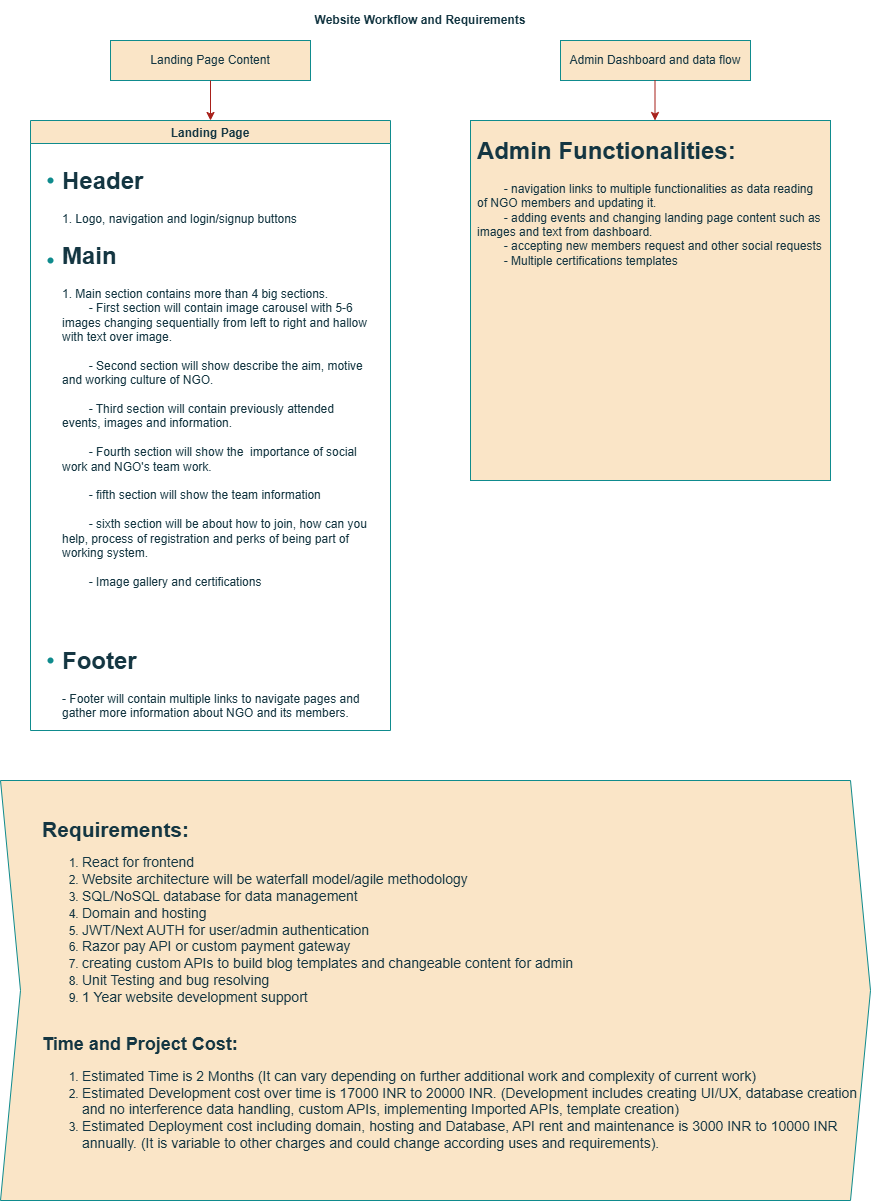 Website Workflow and Requirements
Landing Page Content
Admin Dashboard and data flow
Landing Page
• Header
1. Logo, navigation and login/signup buttons
• Main
1. Main section contains more than 4 big sections.
- First section will contain image carousel with 5-6
images changing sequentially from left to right and hallow
with text over image.
- Second section will show describe the aim, motive
and working culture of NGO.
- Third section will contain previously attended
events, images and information.
- Fourth section will show the  importance of social
work and NGO's team work.
- fifth section will show the team information
- sixth section will be about how to join, how can you
help, process of registration and perks of being part of
working system.
- Image gallery and certifications
• Footer
- Footer will contain multiple links to navigate pages and
gather more information about NGO and its members.
Admin Functionalities:
- navigation links to multiple functionalities as data reading
of NGO members and updating it.
- adding events and changing landing page content such as
images and text from dashboard.
- accepting new members request and other social requests
- Multiple certifications templates
Requirements:
1. React for frontend
2. Website architecture will be waterfall model/agile methodology
3. SQL/NoSQL database for data management
4. Domain and hosting
5. JWT/Next AUTH for user/admin authentication
6. Razor pay API or custom payment gateway
7. creating custom APIs to build blog templates and changeable content for admin
8. Unit Testing and bug resolving
9. 1 Year website development support
Time and Project Cost:
1. Estimated Time is 2 Months (It can vary depending on further additional work and complexity of current work)
2. Estimated Development cost over time is 17000 INR to 20000 INR. (Development includes creating UI/UX, database creation
and no interference data handling, custom APIs, implementing Imported APIs, template creation)
3. Estimated Deployment cost including domain, hosting and Database, API rent and maintenance is 3000 INR to 10000 INR
annually. (It is variable to other charges and could change according uses and requirements).